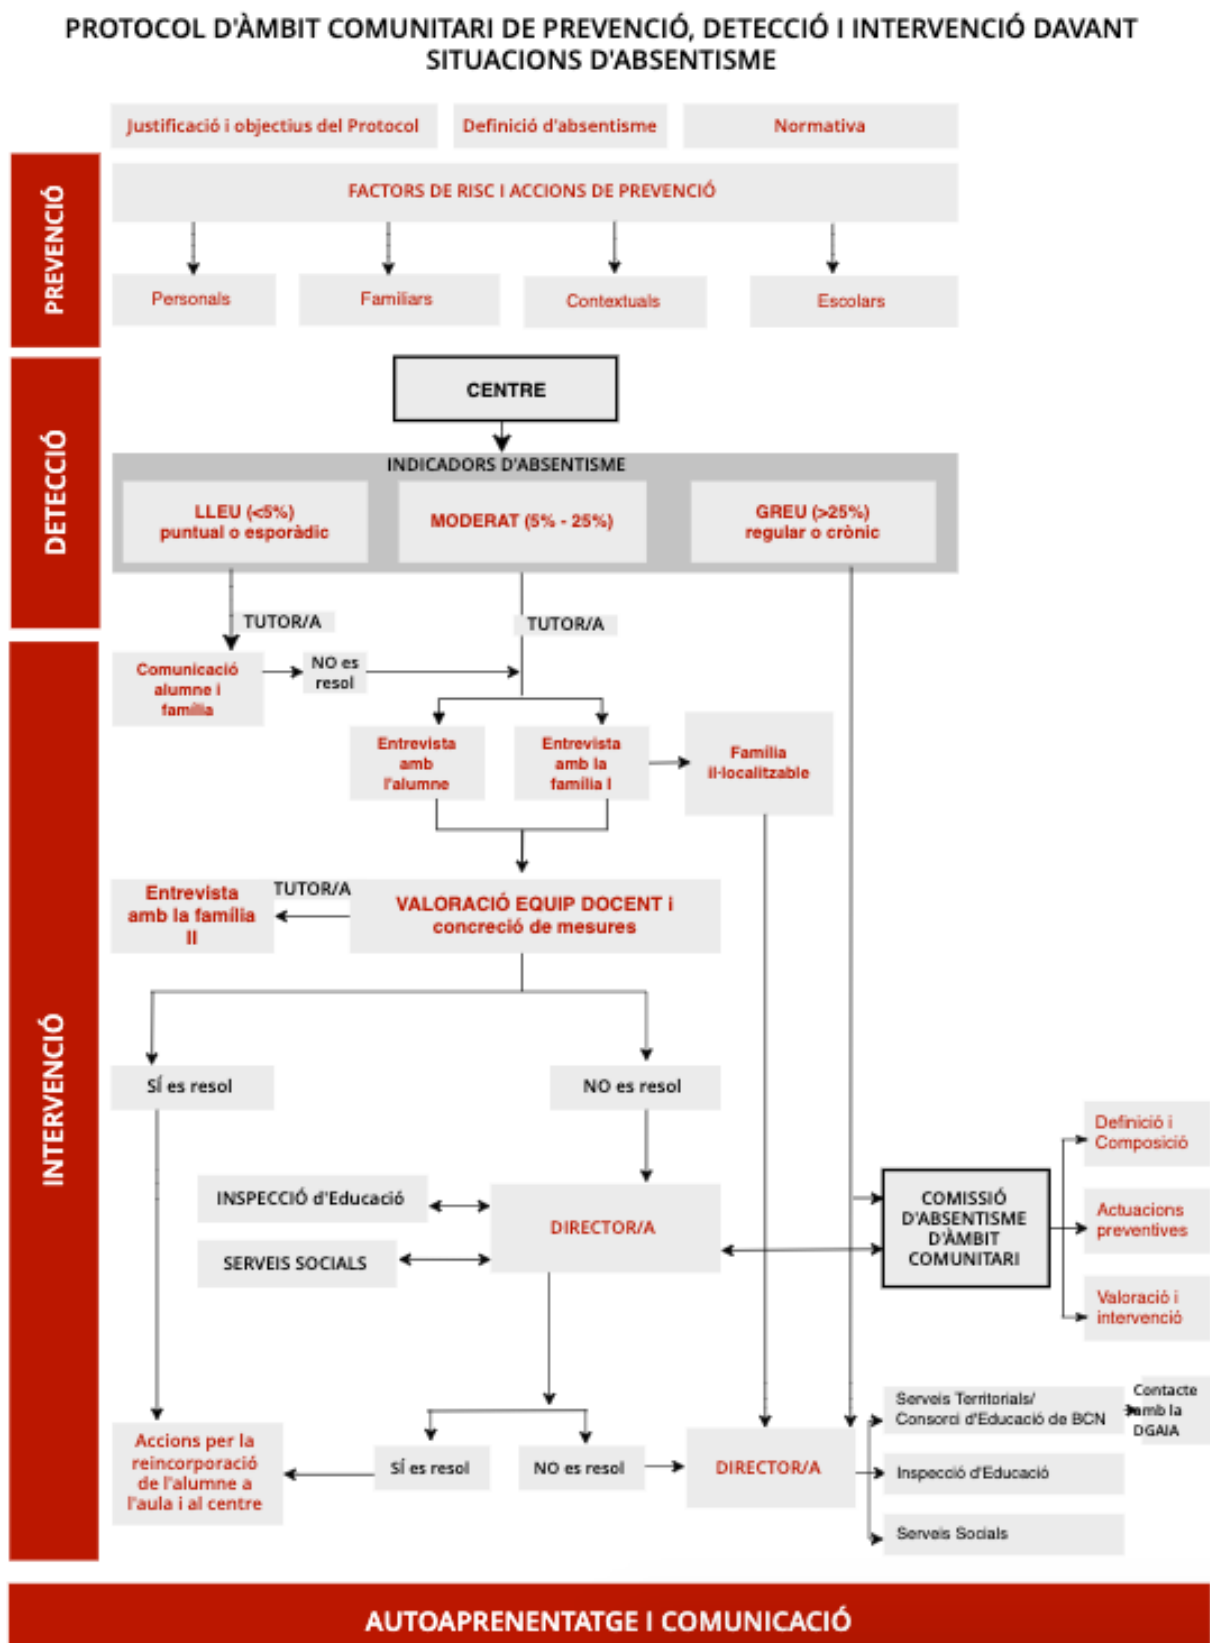 PROTOCOL D'ÀMBIT COMUNITARI DE PREVENCIÓ, DETECCIÓ I INTERVENCIÓ DAVANT
SITUACIONS D'ABSENTISME
Justificació i objectius del Protocol
Definició d'absentisme
Normativa
PREVENCIÓ
FACTORS DE RISC I ACCIONS DE PREVENCIÓ
Personals
Familiars
Contextuals
Escolars
DETECCIÓ
CENTRE
INDICADORS D'ABSENTISME
LLEU (<5%)
puntual o esporàdic
MODERAT (5% - 25%)
GREU (>25%)
regular o crònic
INTERVENCIÓ
TUTOR/A
TUTOR/A
Comunicació
alumne i
família
NO es
resol
Entrevista
amb
l'alumne
Entrevista
amb la
família I
Família
il·localitzable
Entrevista
amb la família
II
TUTOR/A
VALORACIÓ EQUIP DOCENT i
concreció de mesures
SÍ es resol
NO es resol
INSPECCIÓ d'Educació
SERVEIS SOCIALS
DIRECTOR/A
COMISSIÓ
D'ABSENTISME
D'ÀMBIT
COMUNITARI
Definició i
Composició
Actuacions
preventives
Valoració i
intervenció
Accions per la
reincorporació
de l'alumne a
l'aula i al centre
SÍ es resol
NO es resol
DIRECTOR/A
Serveis Territorials/
Consorci d'Educació de BCN
Contacte
amb la
DGAIA
Inspecció d'Educació
Serveis Socials
AUTOAPRENENTATGE I COMUNICACIÓ